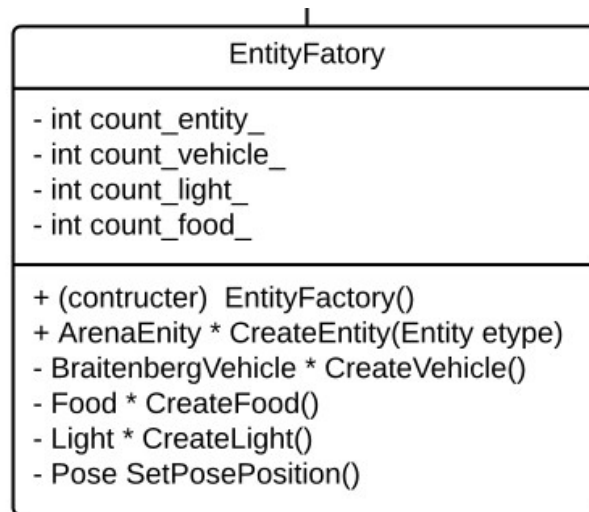 EntityFatory
- int count_entity_
- int count_vehicle_
- int count_light_
- int count_food_
+ (contructer) EntityFactory()
+ ArenaEnity * CreateEntity(Entity etype)
- BraitenbergVehicle * CreateVehicle()
- Food * CreateFood()
- Light * CreateLight()
- Pose SetPosePosition()